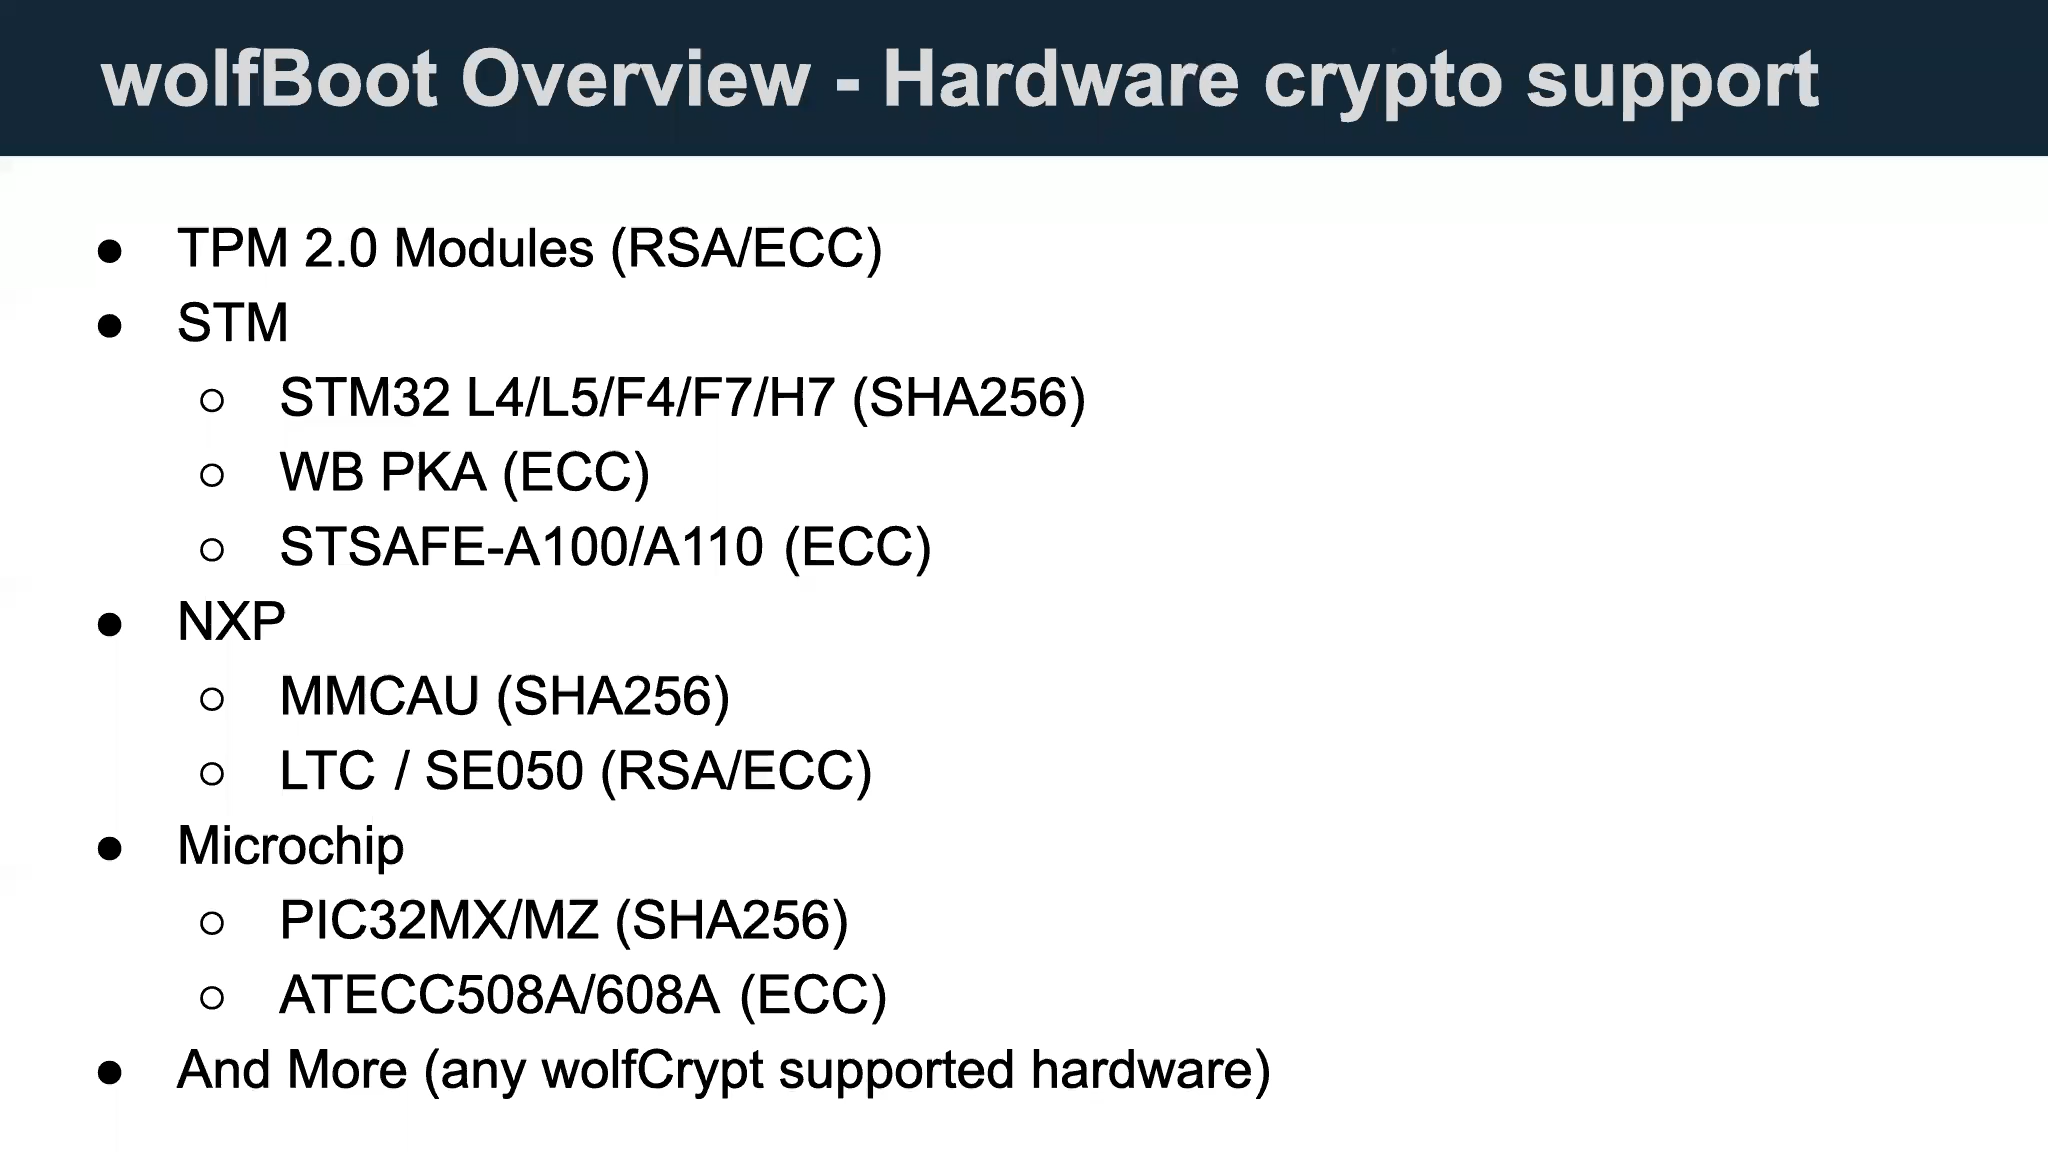 wolfBoot Overview - Hardware crypto support
● TPM 2.0 Modules (RSA/ECC)
● STM
○ STM32 L4/L5/F4/F7/H7 (SHA256)
○ WB PKA (ECC)
○ STSAFE-A100/A110 (ECC)
● NXP
○ MMCAU (SHA256)
○ LTC / SE050 (RSA/ECC)
● Microchip
○ PIC32MX/MZ (SHA256)
○ ATECC508A/608A (ECC)
● And More (any wolfCrypt supported hardware)